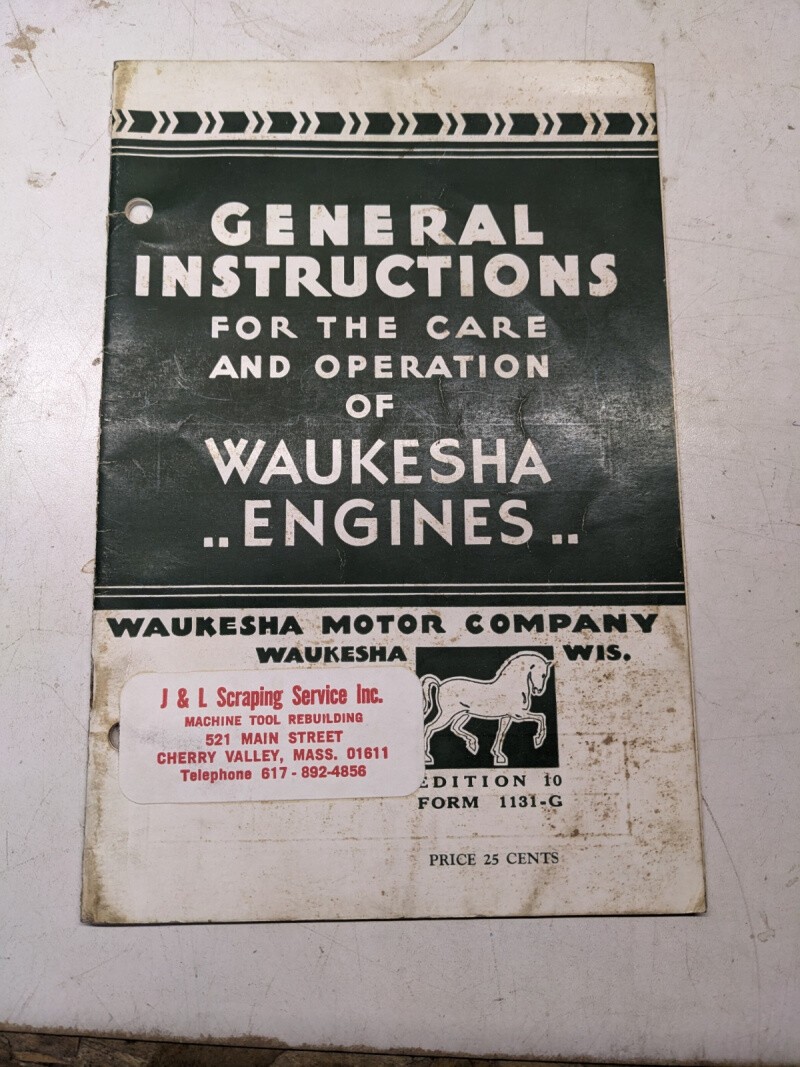 GENERAL
INSTRUCTIONS
FOR THE CARE
AND OPERATION
OF
WAUKESHA
..ENGINES..
WAUKESHA MOTOR COMPANY
WAUKESHA WIS.
J & L Scraping Service Inc.
MACHINE TOOL REBUILDING
521 MAIN STREET
CHERRY VALLEY, MASS. 01611
Telephone 617-892-4856
EDITION 10
FORM 1131-G
PRICE 25 CENTS